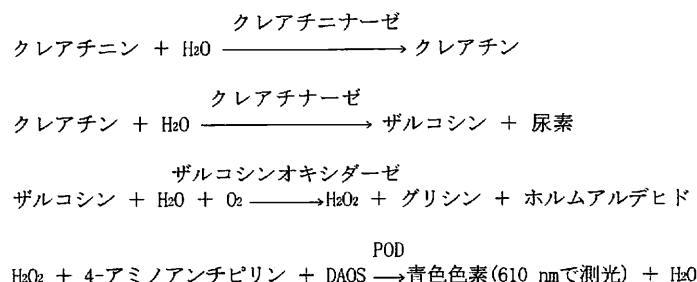 クレアチニナーゼ
クレアチニン + H₂O ⟶ クレアチン
クレアチナーゼ
クレアチン + H₂O ⟶ ザルコシン + 尿素
ザルコシンオキシダーゼ
ザルコシン + H₂O + O₂ ⟶ H₂O₂ + グリシン + ホルムアルデヒド
POD
H₂O₂ + 4-アミノアンチピリン + DAOS ⟶ 青色色素(610 nmで測光) + H₂O